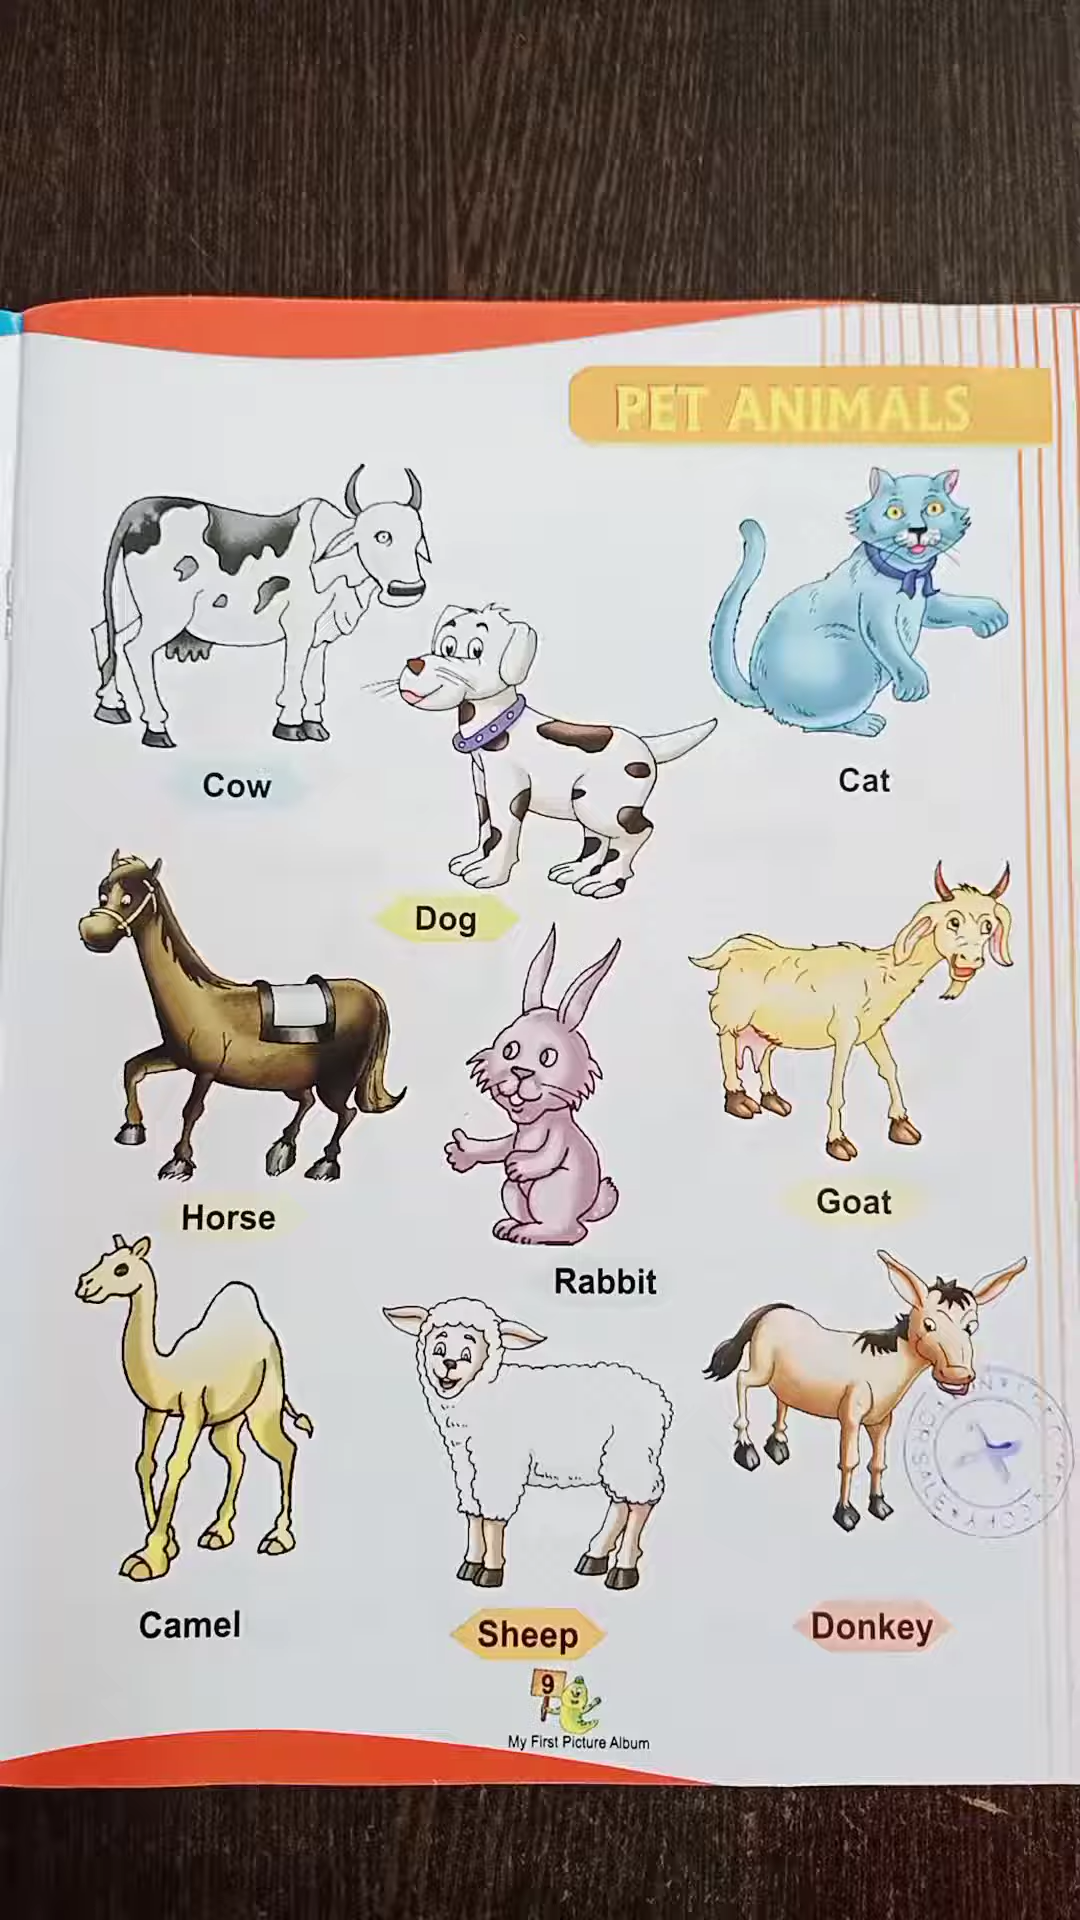 PET ANIMALS
Cow
Cat
Dog
Horse
Goat
Rabbit
Camel
Sheep
Donkey
9
My First Picture Album